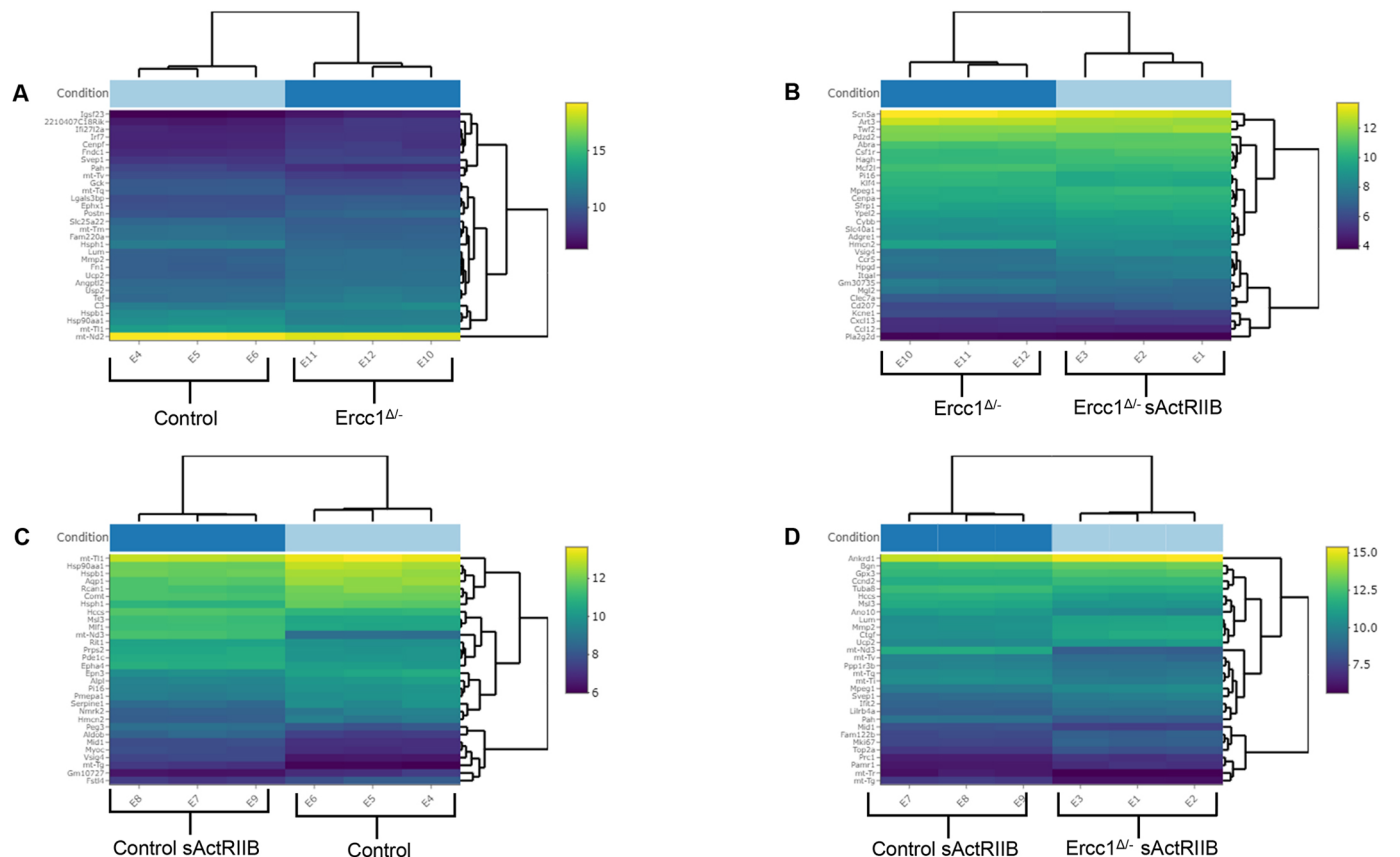 A
Condition
Igsf23
2210407C18Rik
Ifi27l2a
Irf7
Cenpf
Fndc1
Svep1
Pah
mt-Tv
Gck
mt-Tq
Lgals3bp
Ephx1
Postn
Slc25a22
mt-Tm
Fam220a
Hsph1
Lum
Mmp2
Fn1
Ucp2
Angptl2
Usp2
Tef
C3
Hspb1
Hsp90aa1
mt-Tl1
mt-Nd2
15
10
E4 E5 E6 E11 E12 E10
Control Ercc1Δ/-
B
Condition
Scn5a
Art3
Twf2
Pdzd2
Abra
Csf1r
Hagh
Mcf2l
Pi16
Klf4
Mpeg1
Cenpa
Sfrp1
Ypel2
Cybb
Slc40a1
Adgre1
Hmcn2
Vsig4
Ccr5
Hpgd
Itgal
Gm30735
Mgl2
Clec7a
Cd207
Kcne1
Cxcl13
Ccl12
Pla2g2d
12
10
8
6
4
E10 E11 E12 E3 E2 E1
Ercc1Δ/- Ercc1Δ/- sActRIIB
C
Condition
mt-Tl1
Hsp90aa1
Hspb1
Aqp1
Rcan1
Comt
Hsph1
Hccs
Msl3
Mlf1
mt-Nd3
Rit1
Prps2
Pde1c
Epha4
Epn3
Alpl
Pi16
Pmepa1
Serpine1
Nmrk2
Hmcn2
Peg3
Aldob
Mid1
Myoc
Vsig4
mt-Tg
Gm10727
Fstl4
12
10
8
6
E8 E7 E9 E6 E5 E4
Control sActRIIB Control
D
Condition
Ankrd1
Bgn
Gpx3
Ccnd2
Tuba8
Hccs
Msl3
Ano10
Lum
Mmp2
Ctgf
Ucp2
mt-Nd3
mt-Tv
Ppp1r3b
mt-Tq
mt-Ti
Mpeg1
Svep1
Ifit2
Lilrb4a
Pah
Mid1
Fam122b
Mki67
Top2a
Prc1
Pamr1
mt-Tr
mt-Tg
15.0
12.5
10.0
7.5
E7 E8 E9 E3 E1 E2
Control sActRIIB Ercc1Δ/- sActRIIB